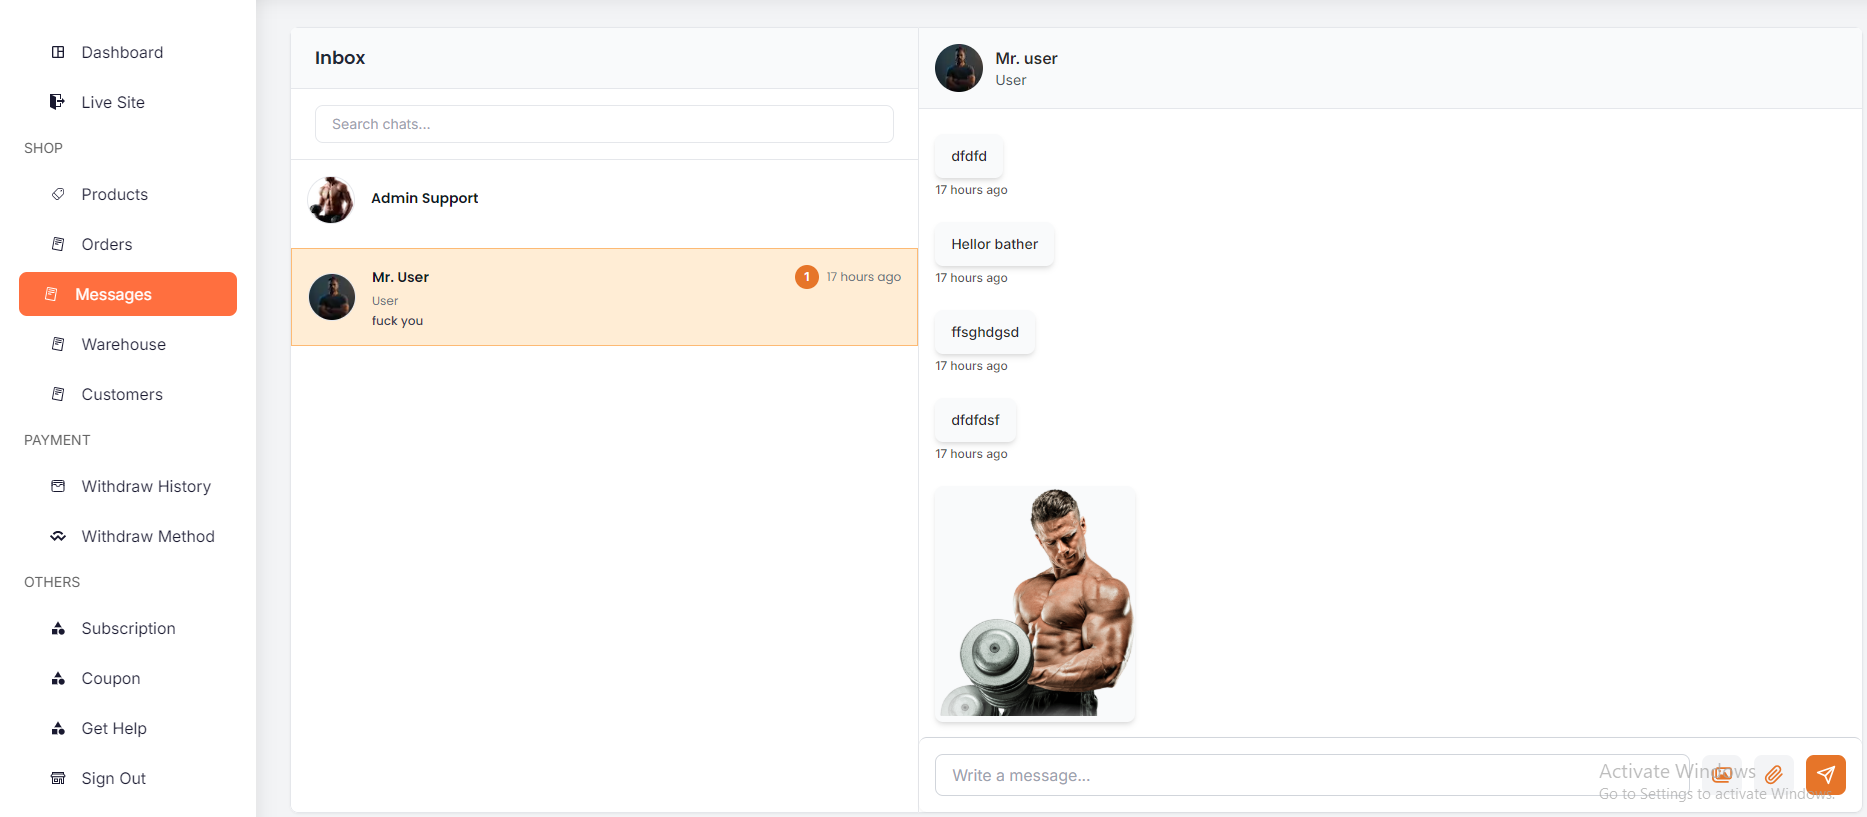 Dashboard
Live Site
SHOP
Products
Orders
Messages
Warehouse
Customers
PAYMENT
Withdraw History
Withdraw Method
OTHERS
Subscription
Coupon
Get Help
Sign Out
Inbox
Search chats...
Admin Support
Mr. User
1 17 hours ago
User
fuck you
Mr. user
User
dfdfd
17 hours ago
Hellor bather
17 hours ago
ffsghdgsd
17 hours ago
dfdfdsf
17 hours ago
Write a message...
Activate Windows
Go to Settings to activate Windows.